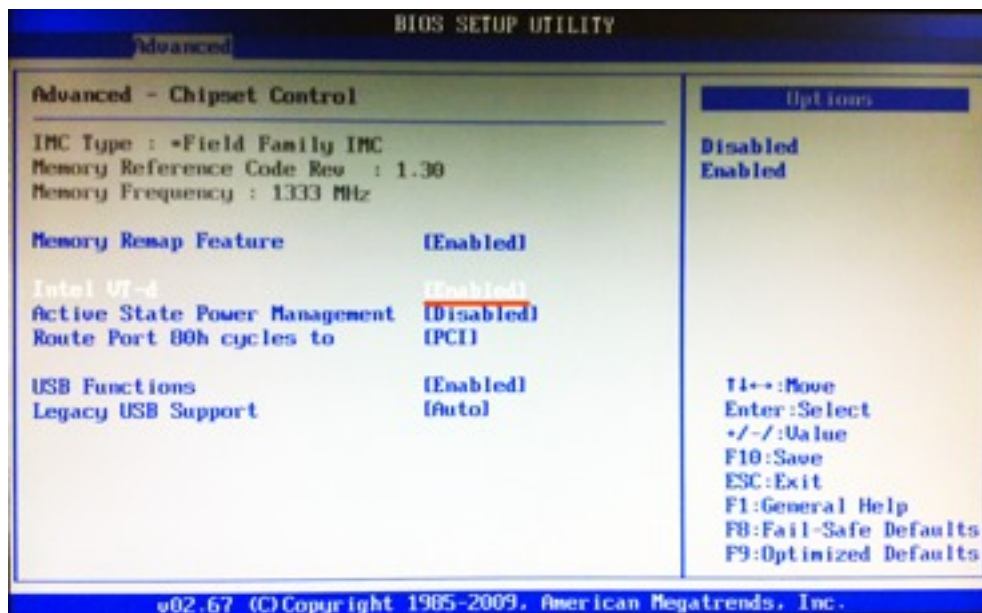 BIOS SETUP UTILITY
Advanced
Advanced - Chipset Control
IMC Type : *Field Family IMC
Memory Reference Code Rev : 1.30
Memory Frequency : 1333 MHz
Memory Remap Feature [Enabled]
Intel VT-d [Enabled]
Active State Power Management [Disabled]
Route Port 80h cycles to [PCI]
USB Functions [Enabled]
Legacy USB Support [Auto]
Options
Disabled
Enabled
↑↓←→:Move
Enter:Select
+/-/:Value
F10:Save
ESC:Exit
F1:General Help
F8:Fail-Safe Defaults
F9:Optimized Defaults
v02.67 (C)Copyright 1985-2009, American Megatrends, Inc.